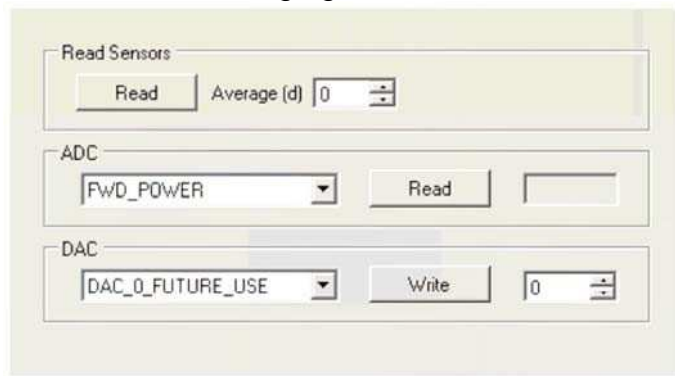 Read Sensors
Read Average (d) 0
ADC
FWD_POWER Read
DAC
DAC_0_FUTURE_USE Write 0